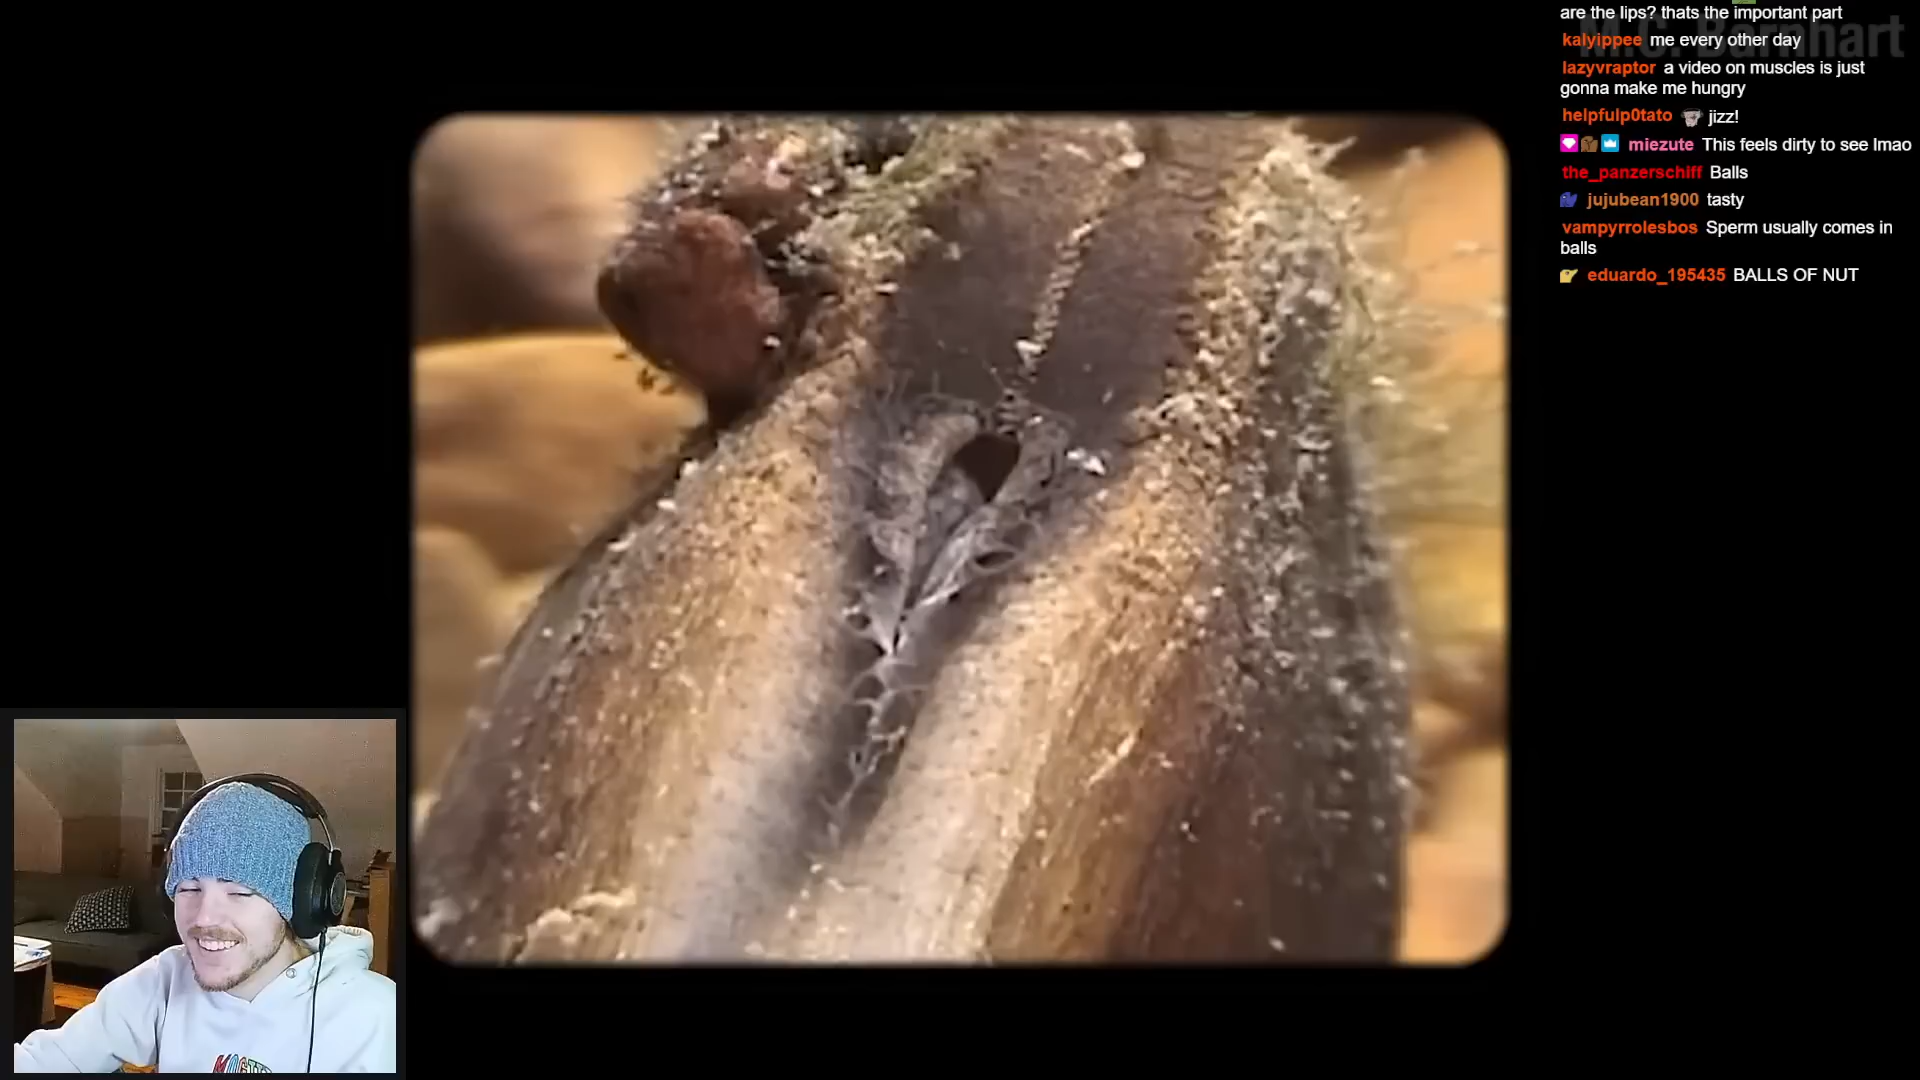 are the lips? thats the important part
M.C. Barnhart
kalyippee me every other day
lazyvraptor a video on muscles is just
gonna make me hungry
helpfulp0tato jizz!
miezute This feels dirty to see lmao
the_panzerschiff Balls
jujubean1900 tasty
vampyrrolesbos Sperm usually comes in
balls
eduardo_195435 BALLS OF NUT